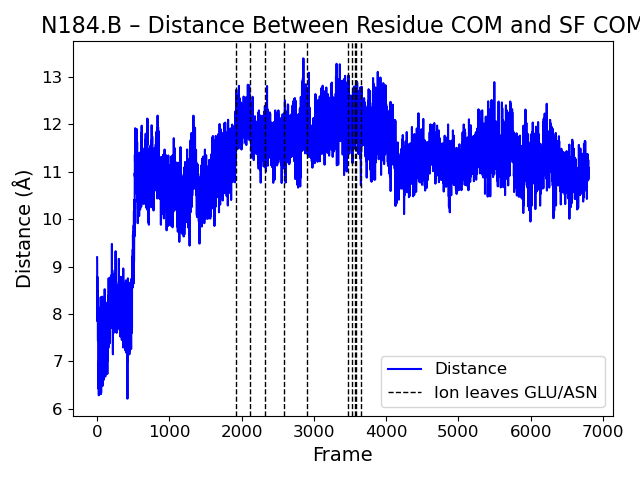 N184.B – Distance Between Residue COM and SF COM
Distance (Å)
13
12
11
10
9
8
7
6
Distance
Ion leaves GLU/ASN
0 1000 2000 3000 4000 5000 6000 7000
Frame